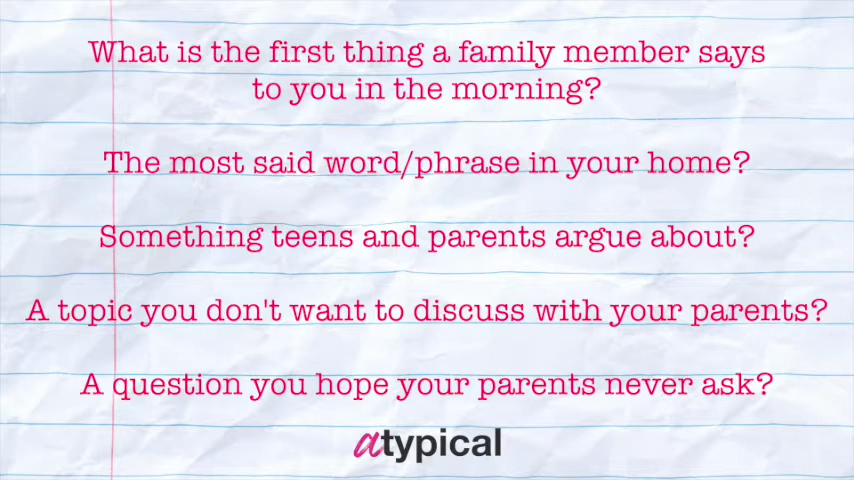 What is the first thing a family member says
to you in the morning?
The most said word/phrase in your home?
Something teens and parents argue about?
A topic you don't want to discuss with your parents?
A question you hope your parents never ask?
atypical